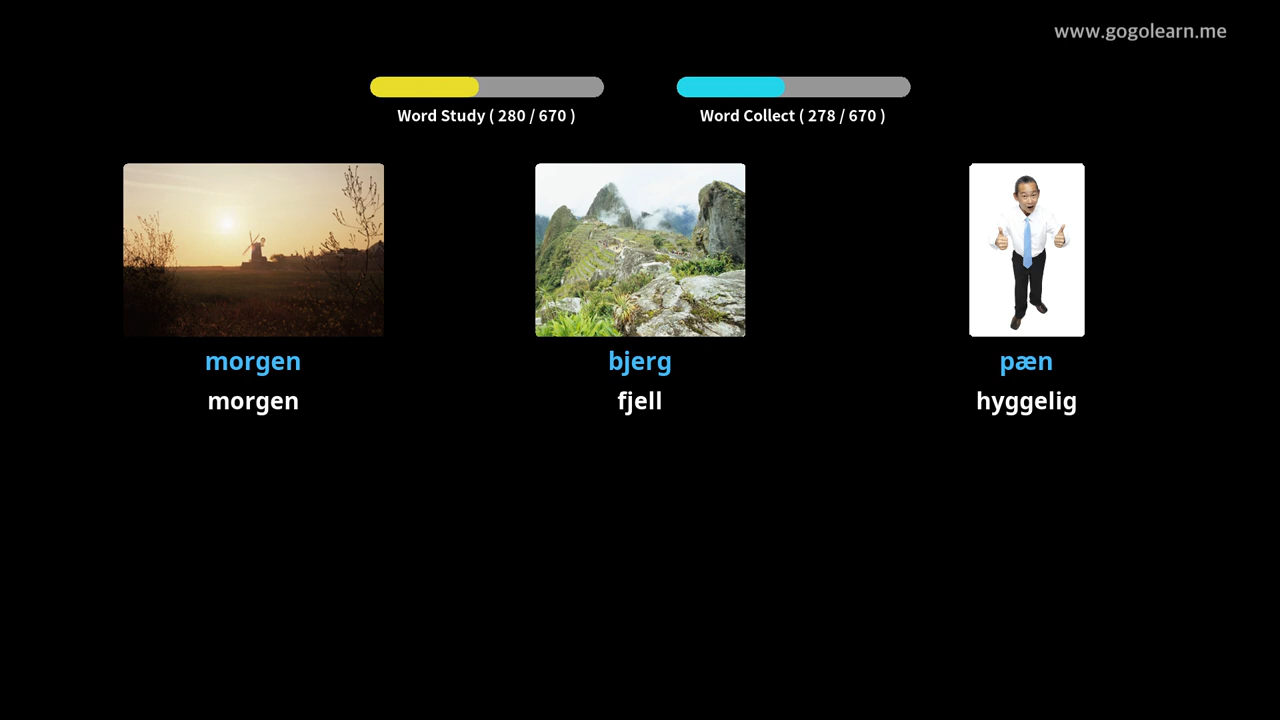 www.gogolearn.me
Word Study ( 280 / 670 )
Word Collect ( 278 / 670 )
morgen
morgen
bjerg
fjell
pæn
hyggelig